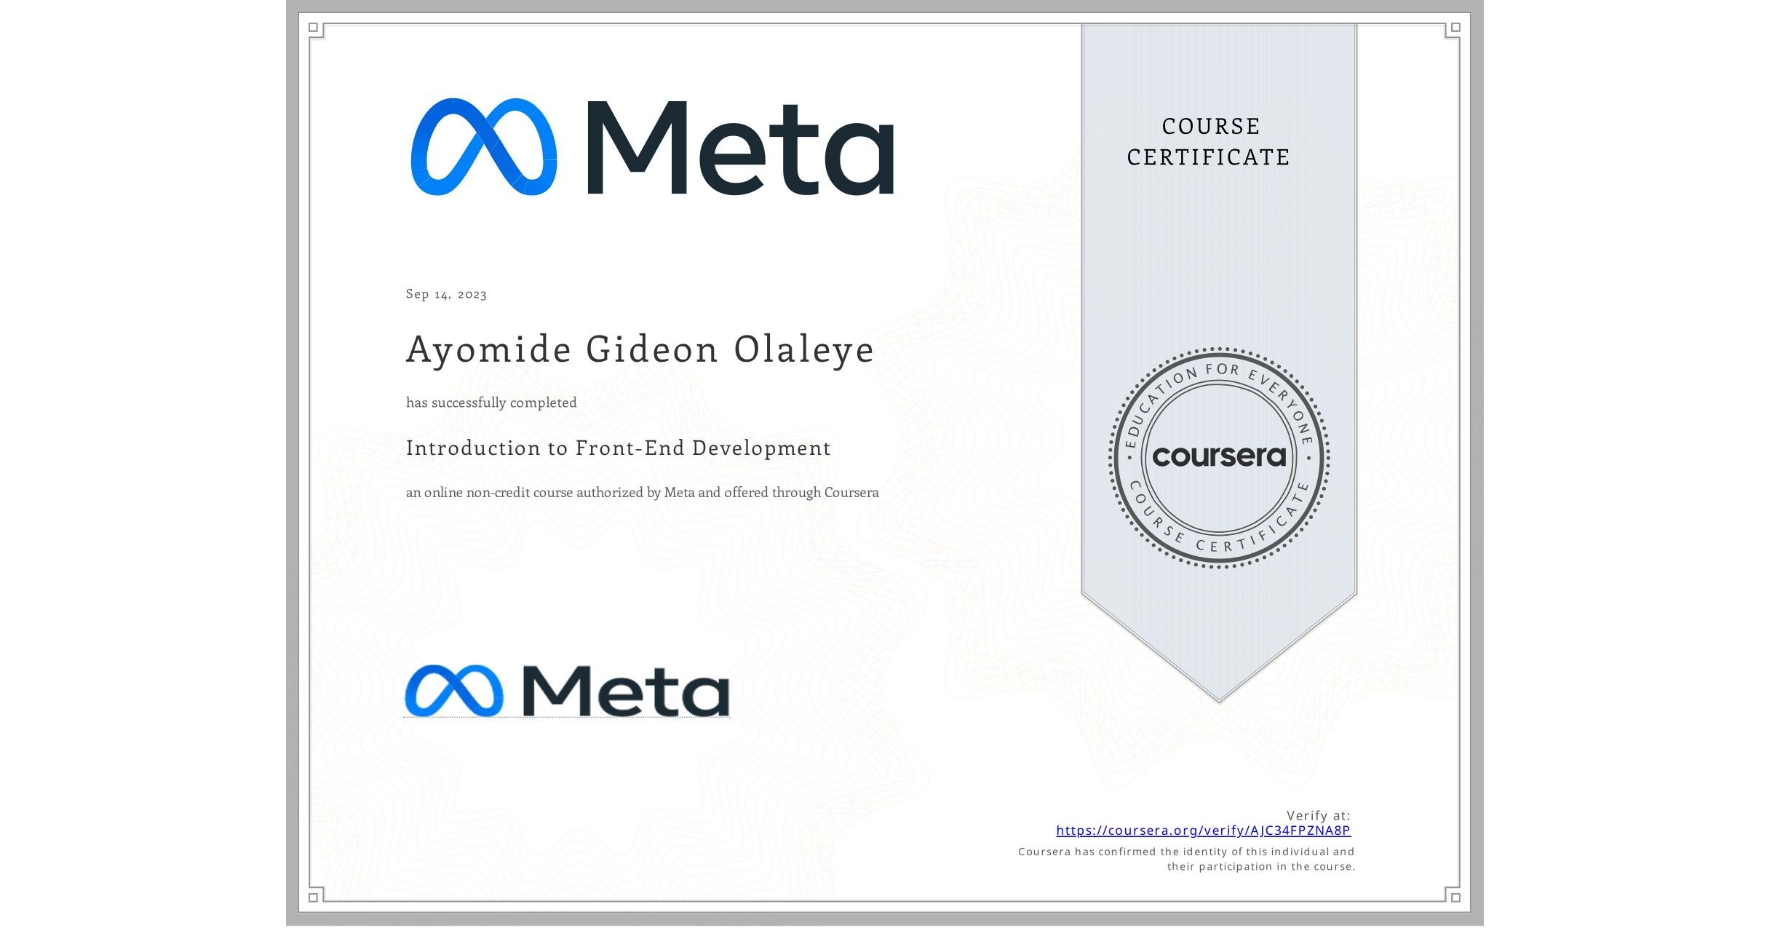 Meta
COURSE
CERTIFICATE
Sep 14, 2023
Ayomide Gideon Olaleye
has successfully completed
Introduction to Front-End Development
an online non-credit course authorized by Meta and offered through Coursera
EDUCATION FOR EVERYONE
coursera
COURSE CERTIFICATE
Meta
Verify at:
https://coursera.org/verify/AJC34FPZNA8P
Coursera has confirmed the identity of this individual and
their participation in the course.